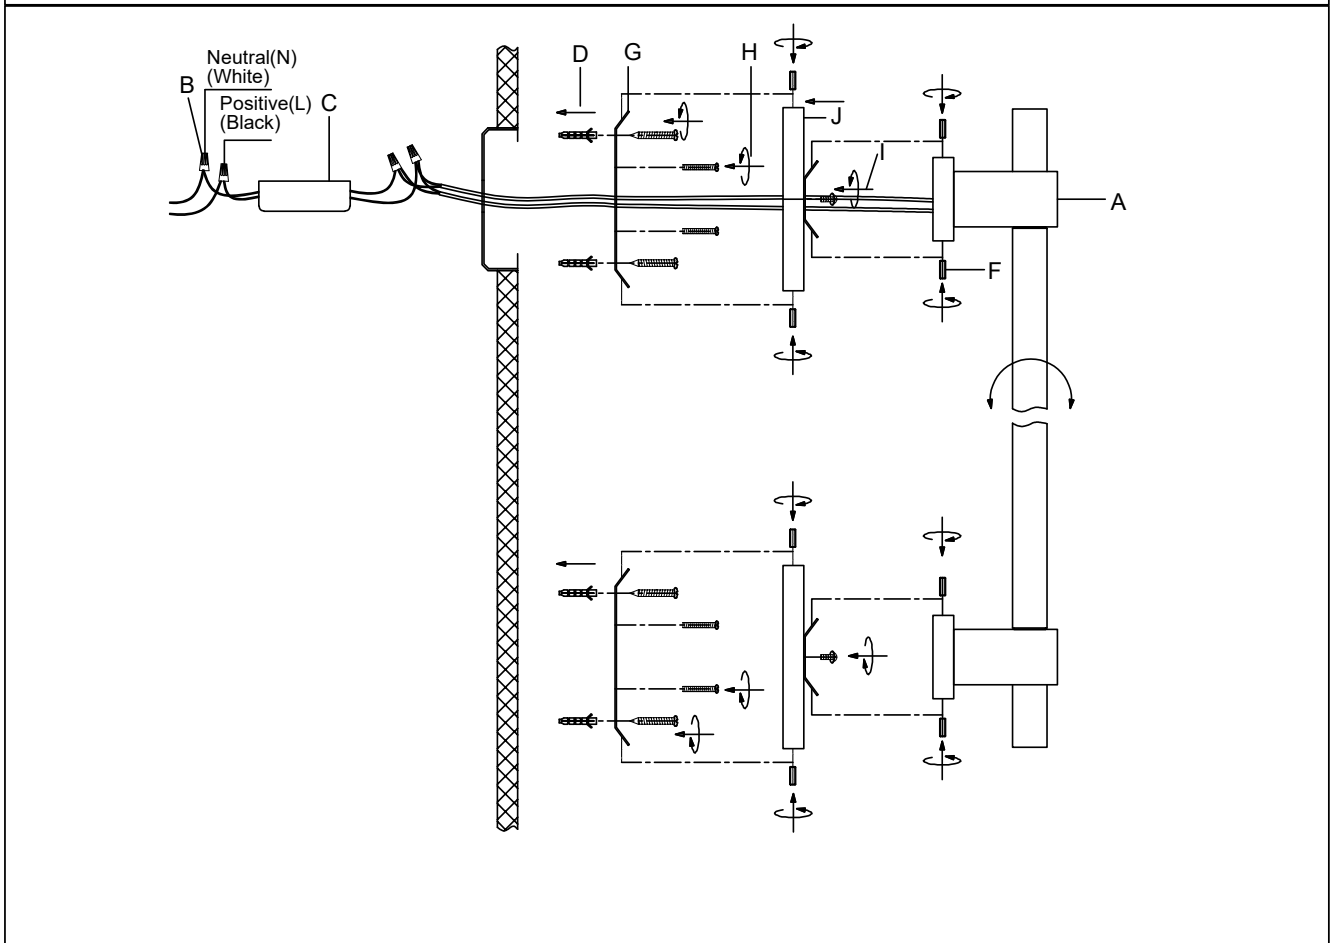 Neutral(N)
(White)
B
Positive(L)
(Black)
C
D
G
H
J
I
A
F